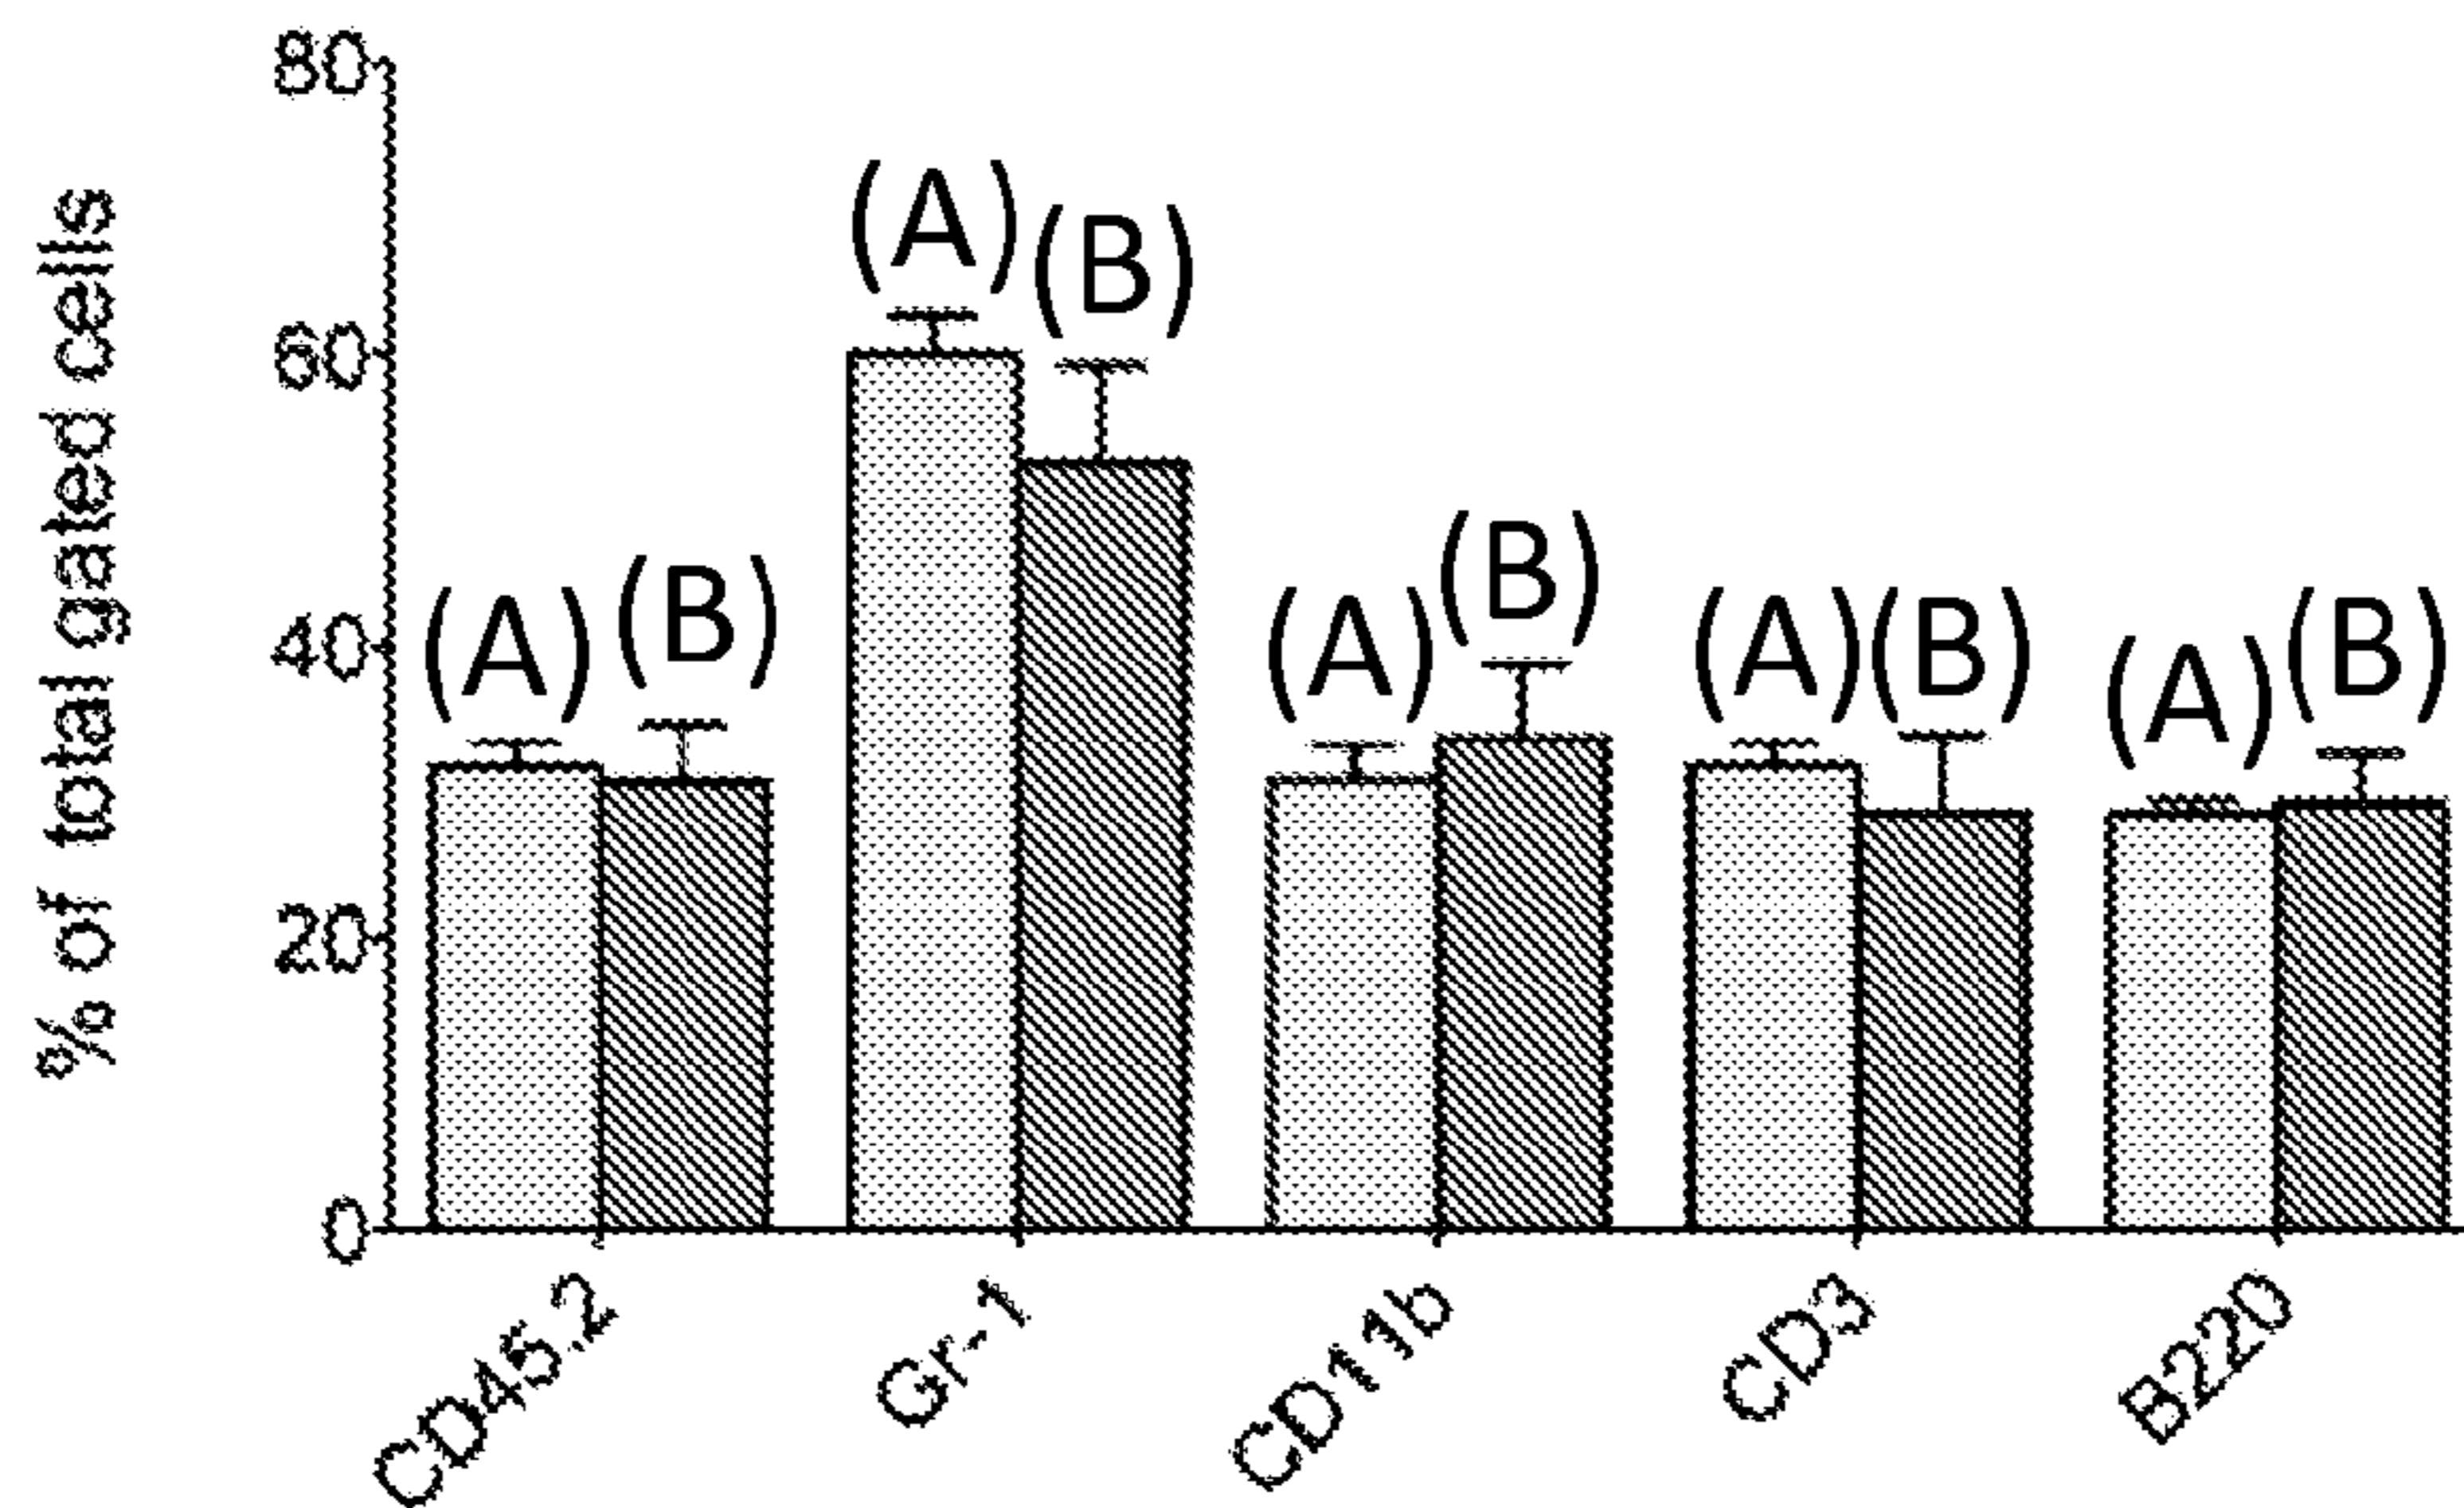 % of total gated cells
80
60
40
20
0
(A) (B)
(A) (B)
(A) (B)
(A) (B)
(A) (B)
CD45.2
Gr-1
CD11b
CD3
B220